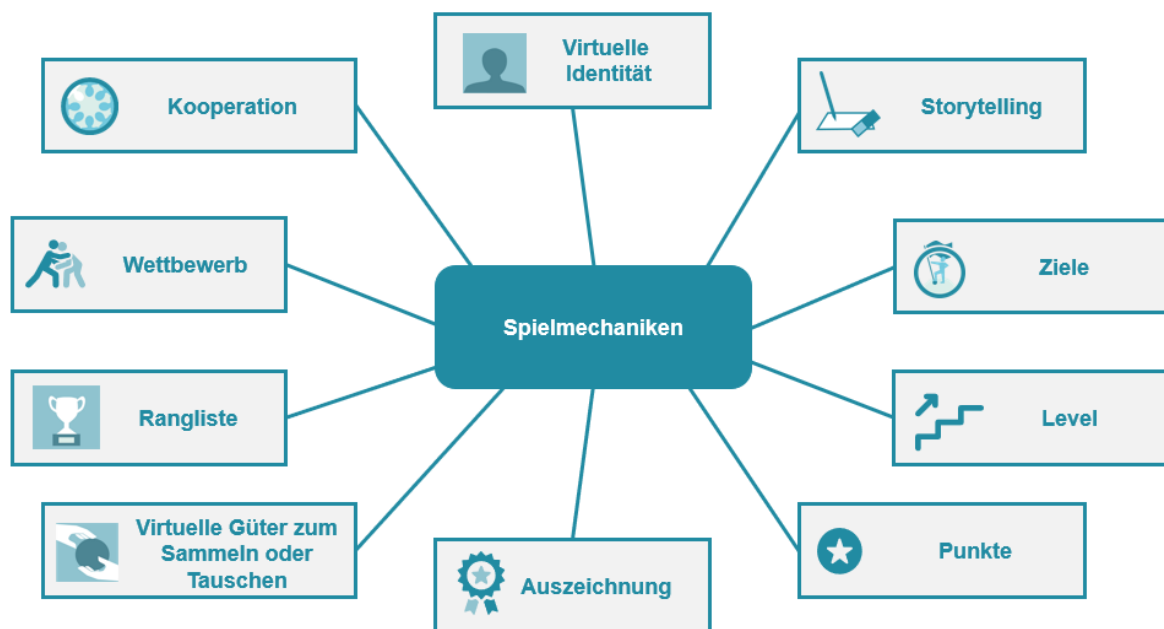 Virtuelle
Identität
Kooperation
Storytelling
Wettbewerb
Ziele
Spielmechaniken
Rangliste
Level
Virtuelle Güter zum
Sammeln oder
Tauschen
Auszeichnung
Punkte